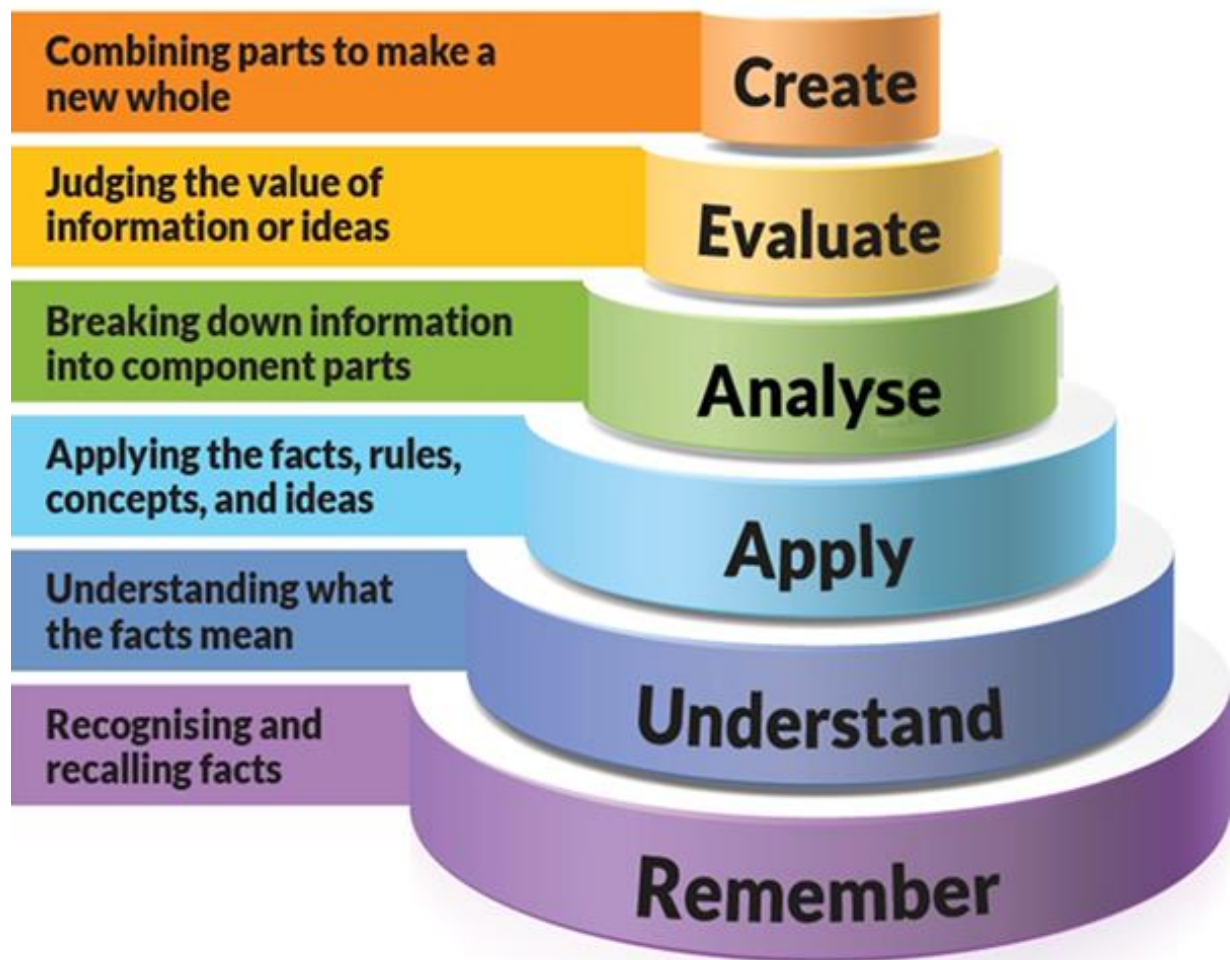 Combining parts to make a
new whole
Create
Judging the value of
information or ideas
Evaluate
Breaking down information
into component parts
Analyse
Applying the facts, rules,
concepts, and ideas
Apply
Understanding what
the facts mean
Understand
Recognising and
recalling facts
Remember